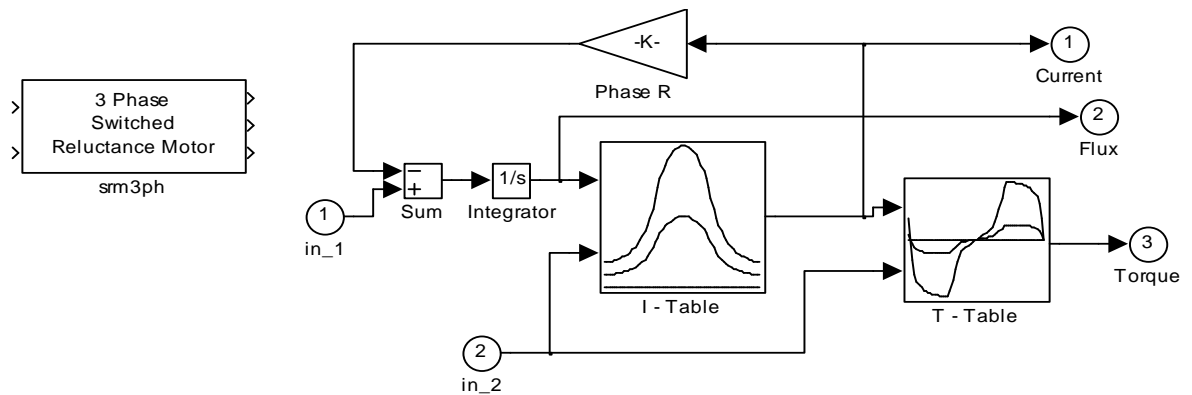 3 Phase
Switched
Reluctance Motor
srm3ph
-K-
Phase R
1
Current
2
Flux
−
+
Sum
1/s
Integrator
1
in_1
I - Table
T - Table
3
Torque
2
in_2